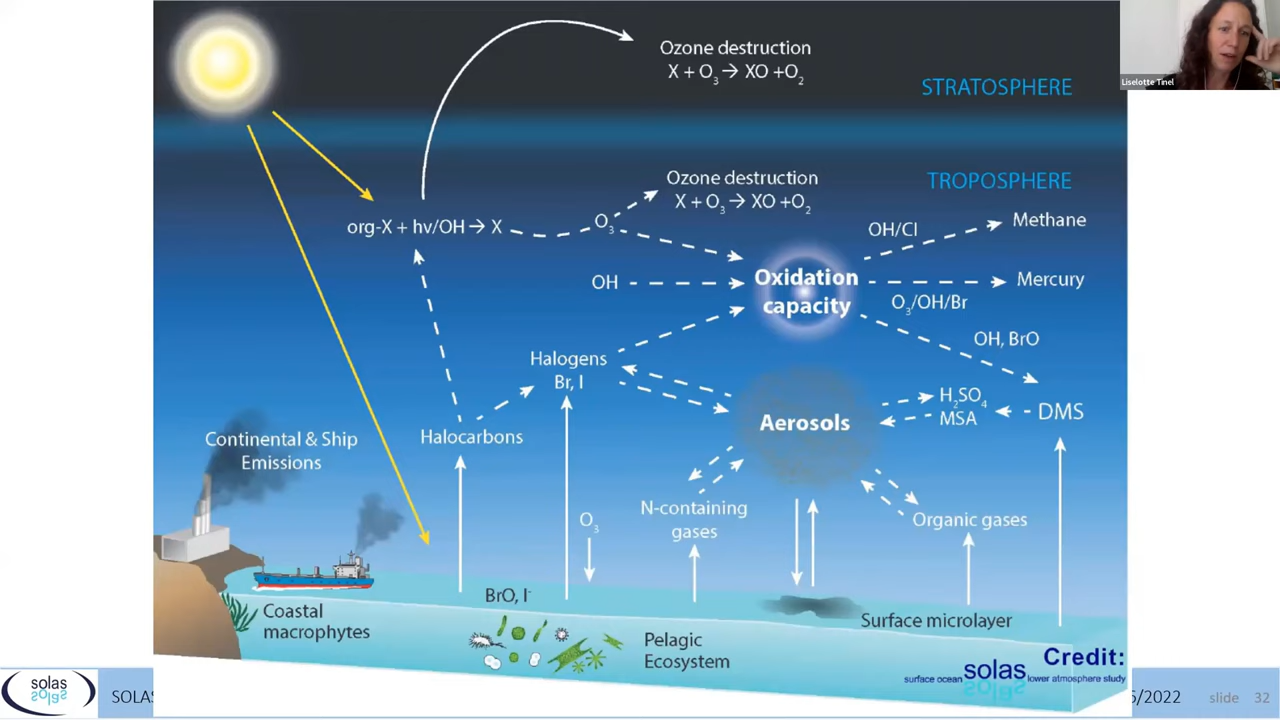 Ozone destruction
X + O₃ → XO +O₂
STRATOSPHERE
Liselotte Tinel
Ozone destruction
X + O₃ → XO +O₂
TROPOSPHERE
org-X + hv/OH → X
O₃
OH/Cl
Methane
OH
Oxidation
capacity
Mercury
O₃/OH/Br
OH, BrO
Halogens
Br, I
Aerosols
H₂SO₄
MSA
DMS
Continental & Ship
Emissions
Halocarbons
O₃
N-containing
gases
Organic gases
BrO, I⁻
Coastal
macrophytes
Pelagic
Ecosystem
Surface microlayer
Credit:
surface ocean solas lower atmosphere study
solas
SOLAS
/2022
slide 32